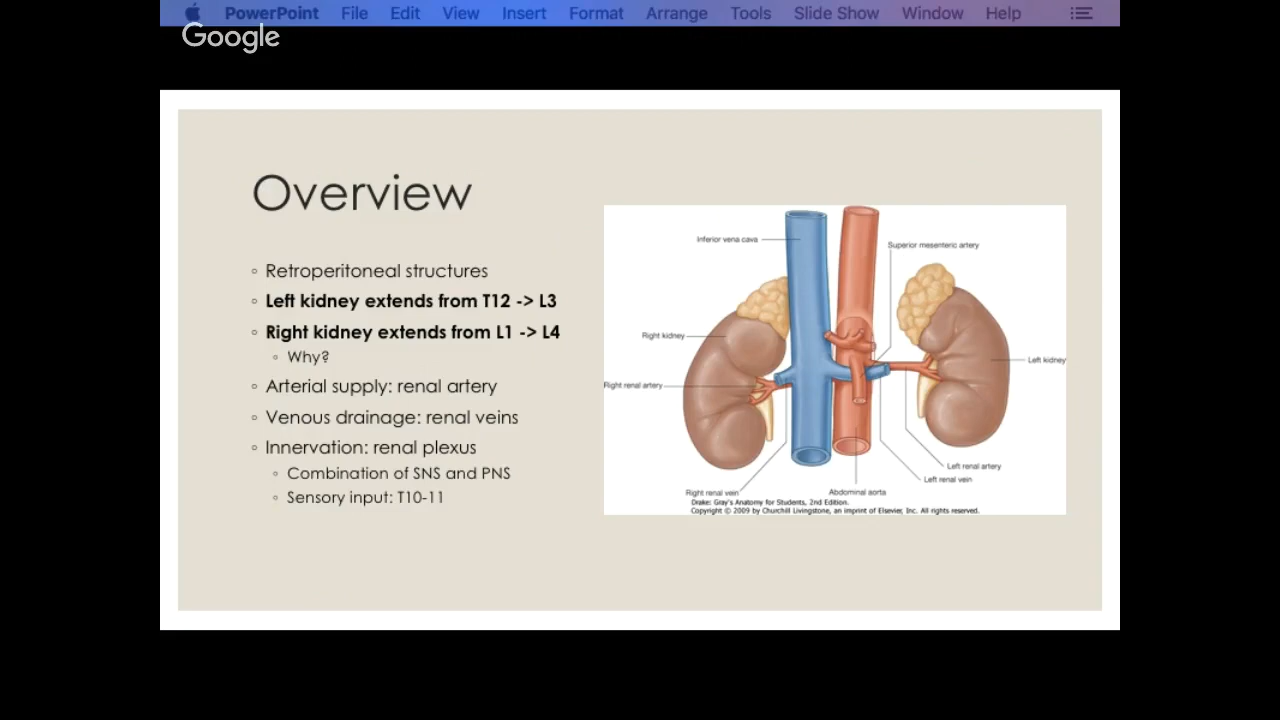 PowerPoint File Edit View Insert Format Arrange Tools Slide Show Window Help
Google
Overview
◦ Retroperitoneal structures
◦ Left kidney extends from T12 -> L3
◦ Right kidney extends from L1 -> L4
◦ Why?
◦ Arterial supply: renal artery
◦ Venous drainage: renal veins
◦ Innervation: renal plexus
◦ Combination of SNS and PNS
◦ Sensory input: T10-11
Inferior vena cava
Superior mesenteric artery
Right kidney
Left kidney
Right renal artery
Left renal artery
Left renal vein
Right renal vein
Abdominal aorta
Drake: Gray's Anatomy for Students, 2nd Edition.
Copyright © 2009 by Churchill Livingstone, an imprint of Elsevier, Inc. All rights reserved.